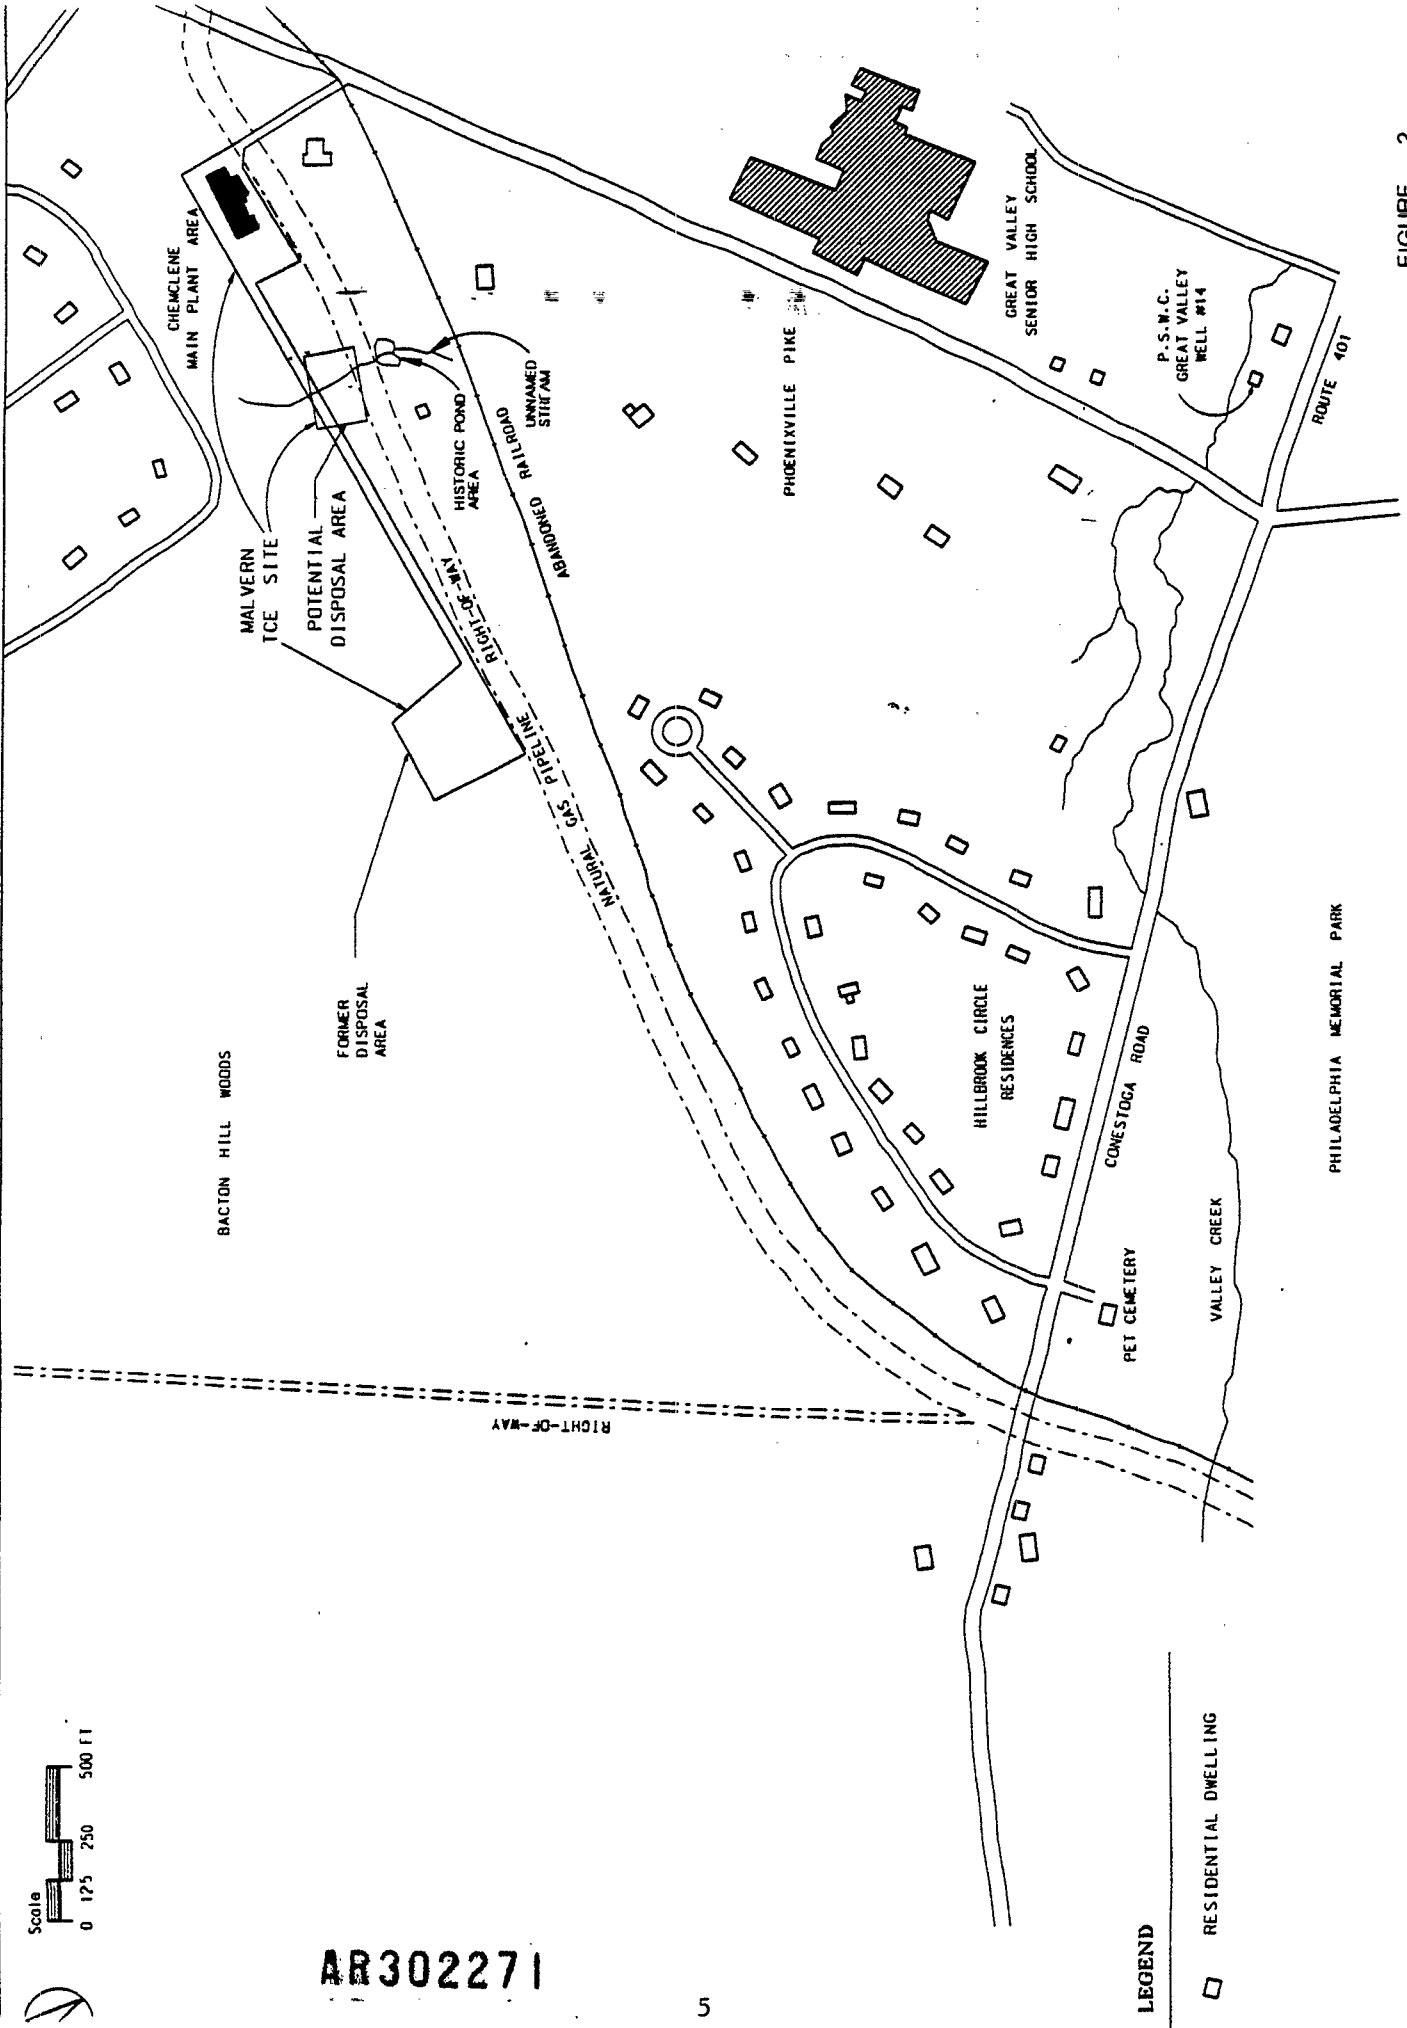 Scale
0 125 250 500 FT
CHEMCLENE
MAIN PLANT AREA
MALVERN
TCE SITE
POTENTIAL
DISPOSAL AREA
HISTORIC POND
AREA
UNNAMED
STREAM
ABANDONED RAILROAD
NATURAL GAS PIPELINE RIGHT-OF-WAY
FORMER
DISPOSAL
AREA
BACTON HILL WOODS
RIGHT-OF-WAY
PHOENIXVILLE PIKE
GREAT VALLEY
SENIOR HIGH SCHOOL
P.S.W.C.
GREAT VALLEY
WELL #14
ROUTE 401
HILLBROOK CIRCLE
RESIDENCES
CONESTOGA ROAD
PET CEMETERY
VALLEY CREEK
PHILADELPHIA MEMORIAL PARK
LEGEND
RESIDENTIAL DWELLING
AR302271
5
FIGURE